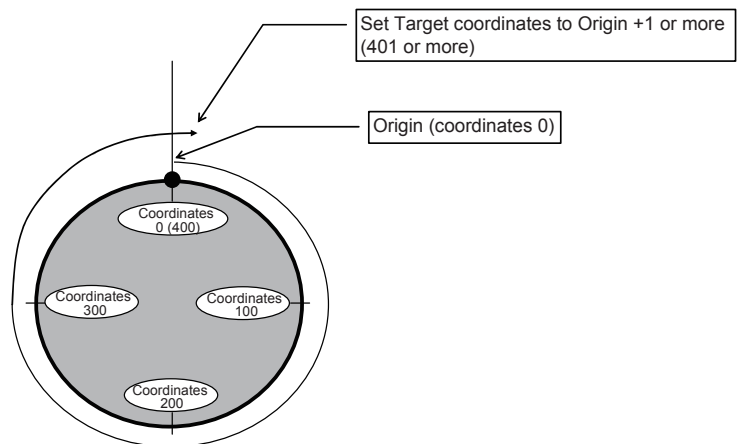 Set Target coordinates to Origin +1 or more
(401 or more)
Origin (coordinates 0)
Coordinates
0 (400)
Coordinates
300
Coordinates
100
Coordinates
200